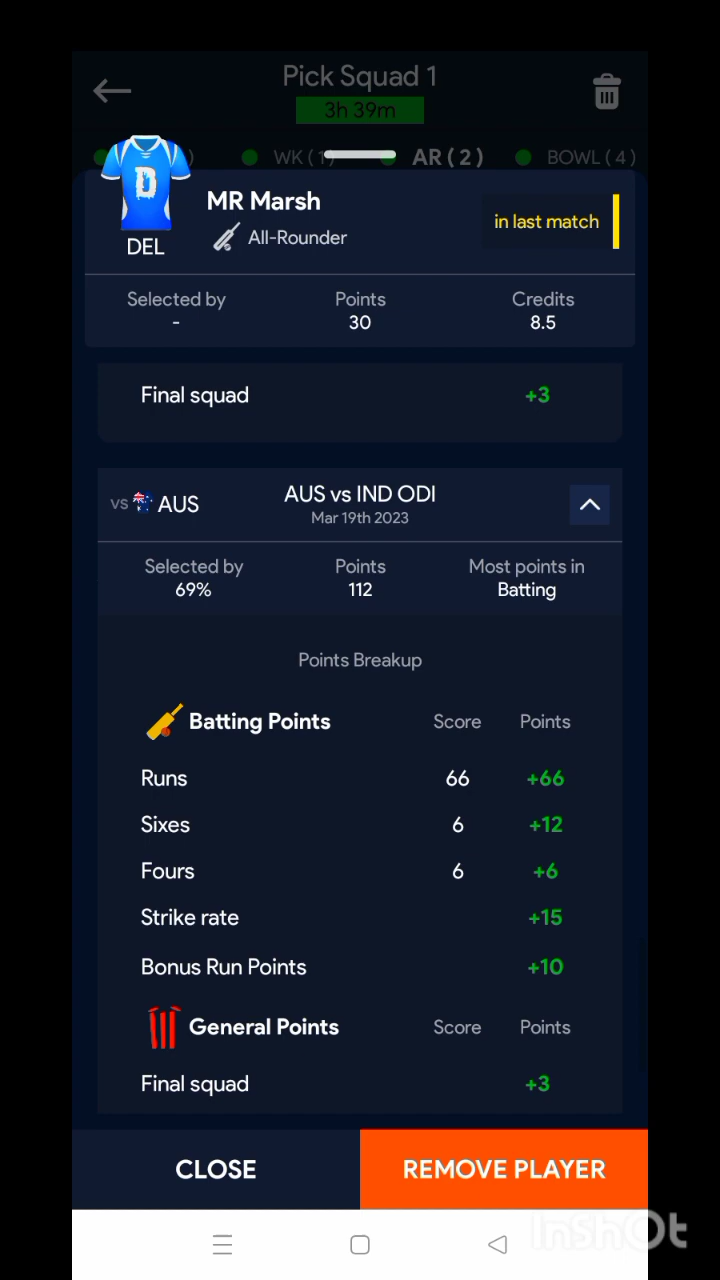 Pick Squad 1
3h 39m
WK ( 1
AR ( 2 )
BOWL ( 4 )
D
DEL
MR Marsh
All-Rounder
in last match
Selected by Points Credits
- 30 8.5
Final squad +3
vs AUS
AUS vs IND ODI
Mar 19th 2023
Selected by Points Most points in
69% 112 Batting
Points Breakup
Batting Points Score Points
Runs 66 +66
Sixes 6 +12
Fours 6 +6
Strike rate +15
Bonus Run Points +10
General Points Score Points
Final squad +3
CLOSE REMOVE PLAYER
InShOt